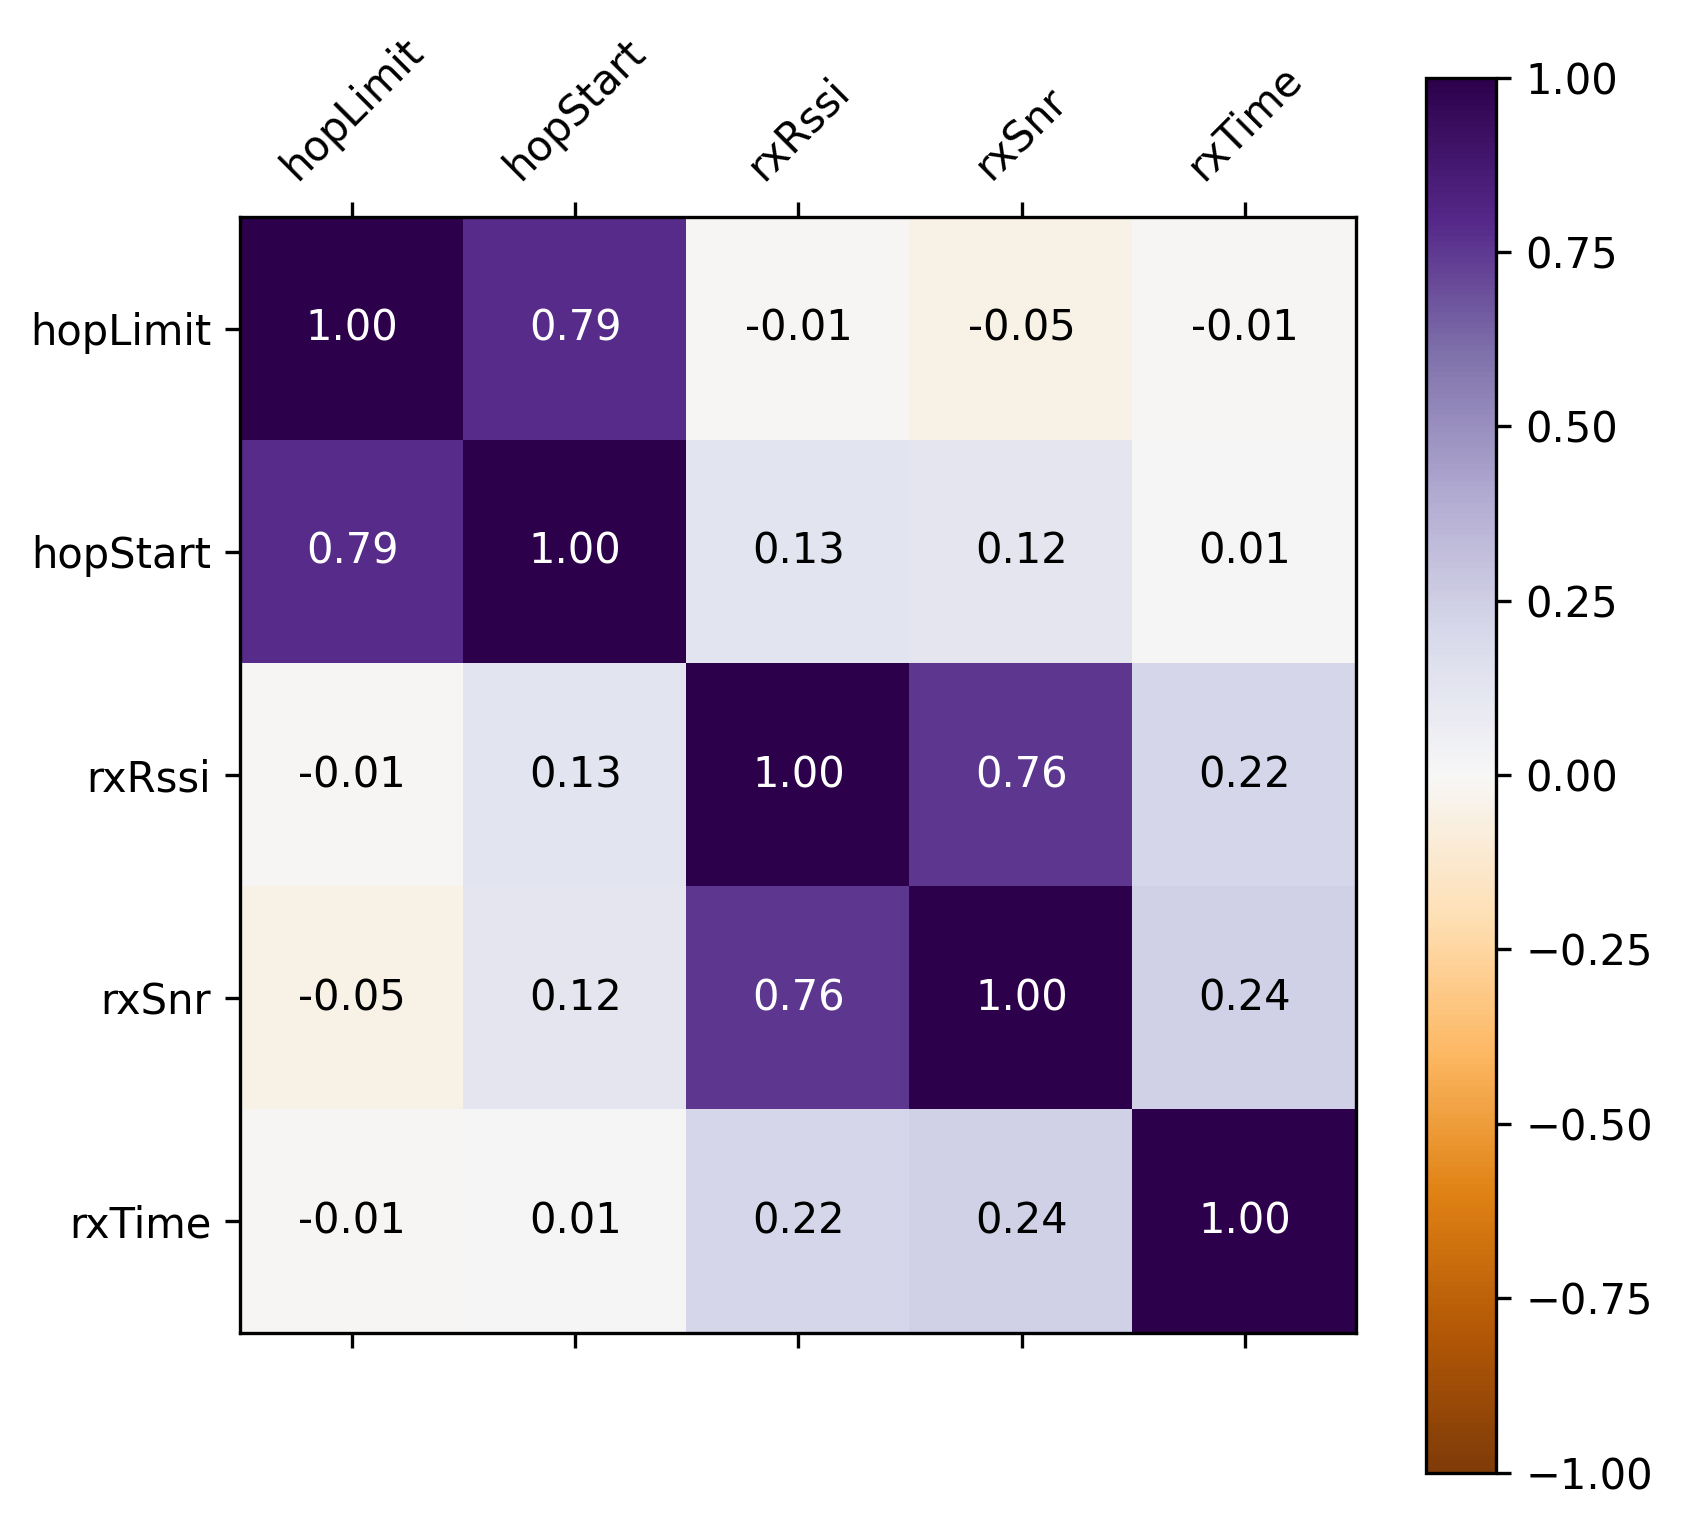 hopLimit hopStart rxRssi rxSnr rxTime
hopLimit 1.00 0.79 -0.01 -0.05 -0.01
hopStart 0.79 1.00 0.13 0.12 0.01
rxRssi -0.01 0.13 1.00 0.76 0.22
rxSnr -0.05 0.12 0.76 1.00 0.24
rxTime -0.01 0.01 0.22 0.24 1.00
1.00
0.75
0.50
0.25
0.00
−0.25
−0.50
−0.75
−1.00